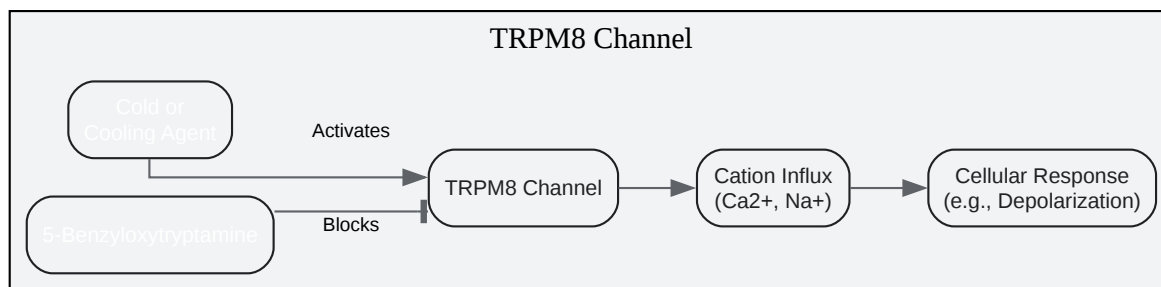 TRPM8 Channel
Cold or
Cooling Agent
Activates
5-Benzyloxytryptamine
Blocks
TRPM8 Channel
Cation Influx
(Ca2+, Na+)
Cellular Response
(e.g., Depolarization)